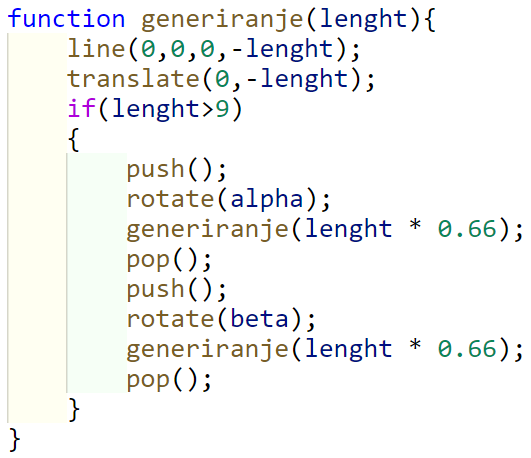 function generiranje(lenght){
    line(0,0,0,-lenght);
    translate(0,-lenght);
    if(lenght>9)
    {
        push();
        rotate(alpha);
        generiranje(lenght * 0.66);
        pop();
        push();
        rotate(beta);
        generiranje(lenght * 0.66);
        pop();
    }
}